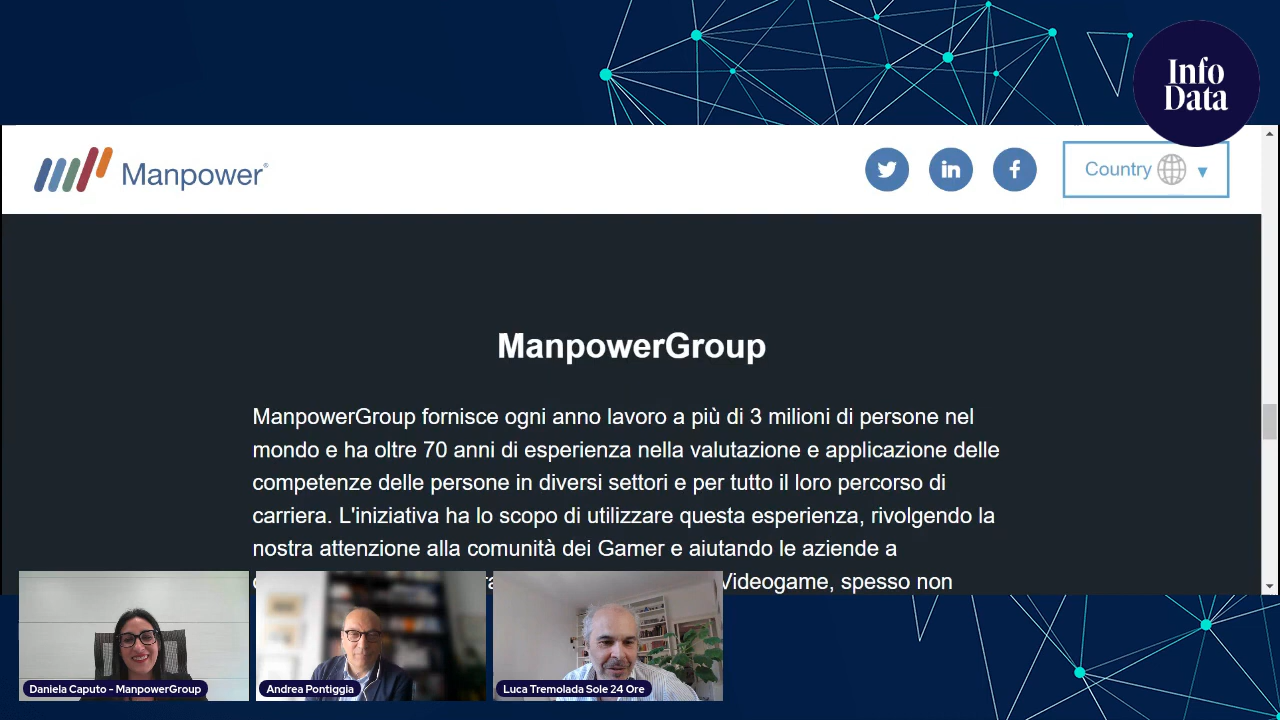 Info
Data
Manpower®
Country
ManpowerGroup
ManpowerGroup fornisce ogni anno lavoro a più di 3 milioni di persone nel
mondo e ha oltre 70 anni di esperienza nella valutazione e applicazione delle
competenze delle persone in diversi settori e per tutto il loro percorso di
carriera. L'iniziativa ha lo scopo di utilizzare questa esperienza, rivolgendo la
nostra attenzione alla comunità dei Gamer e aiutando le aziende a
Videogame, spesso non
Daniela Caputo - ManpowerGroup
Andrea Pontiggia
Luca Tremolada Sole 24 Ore